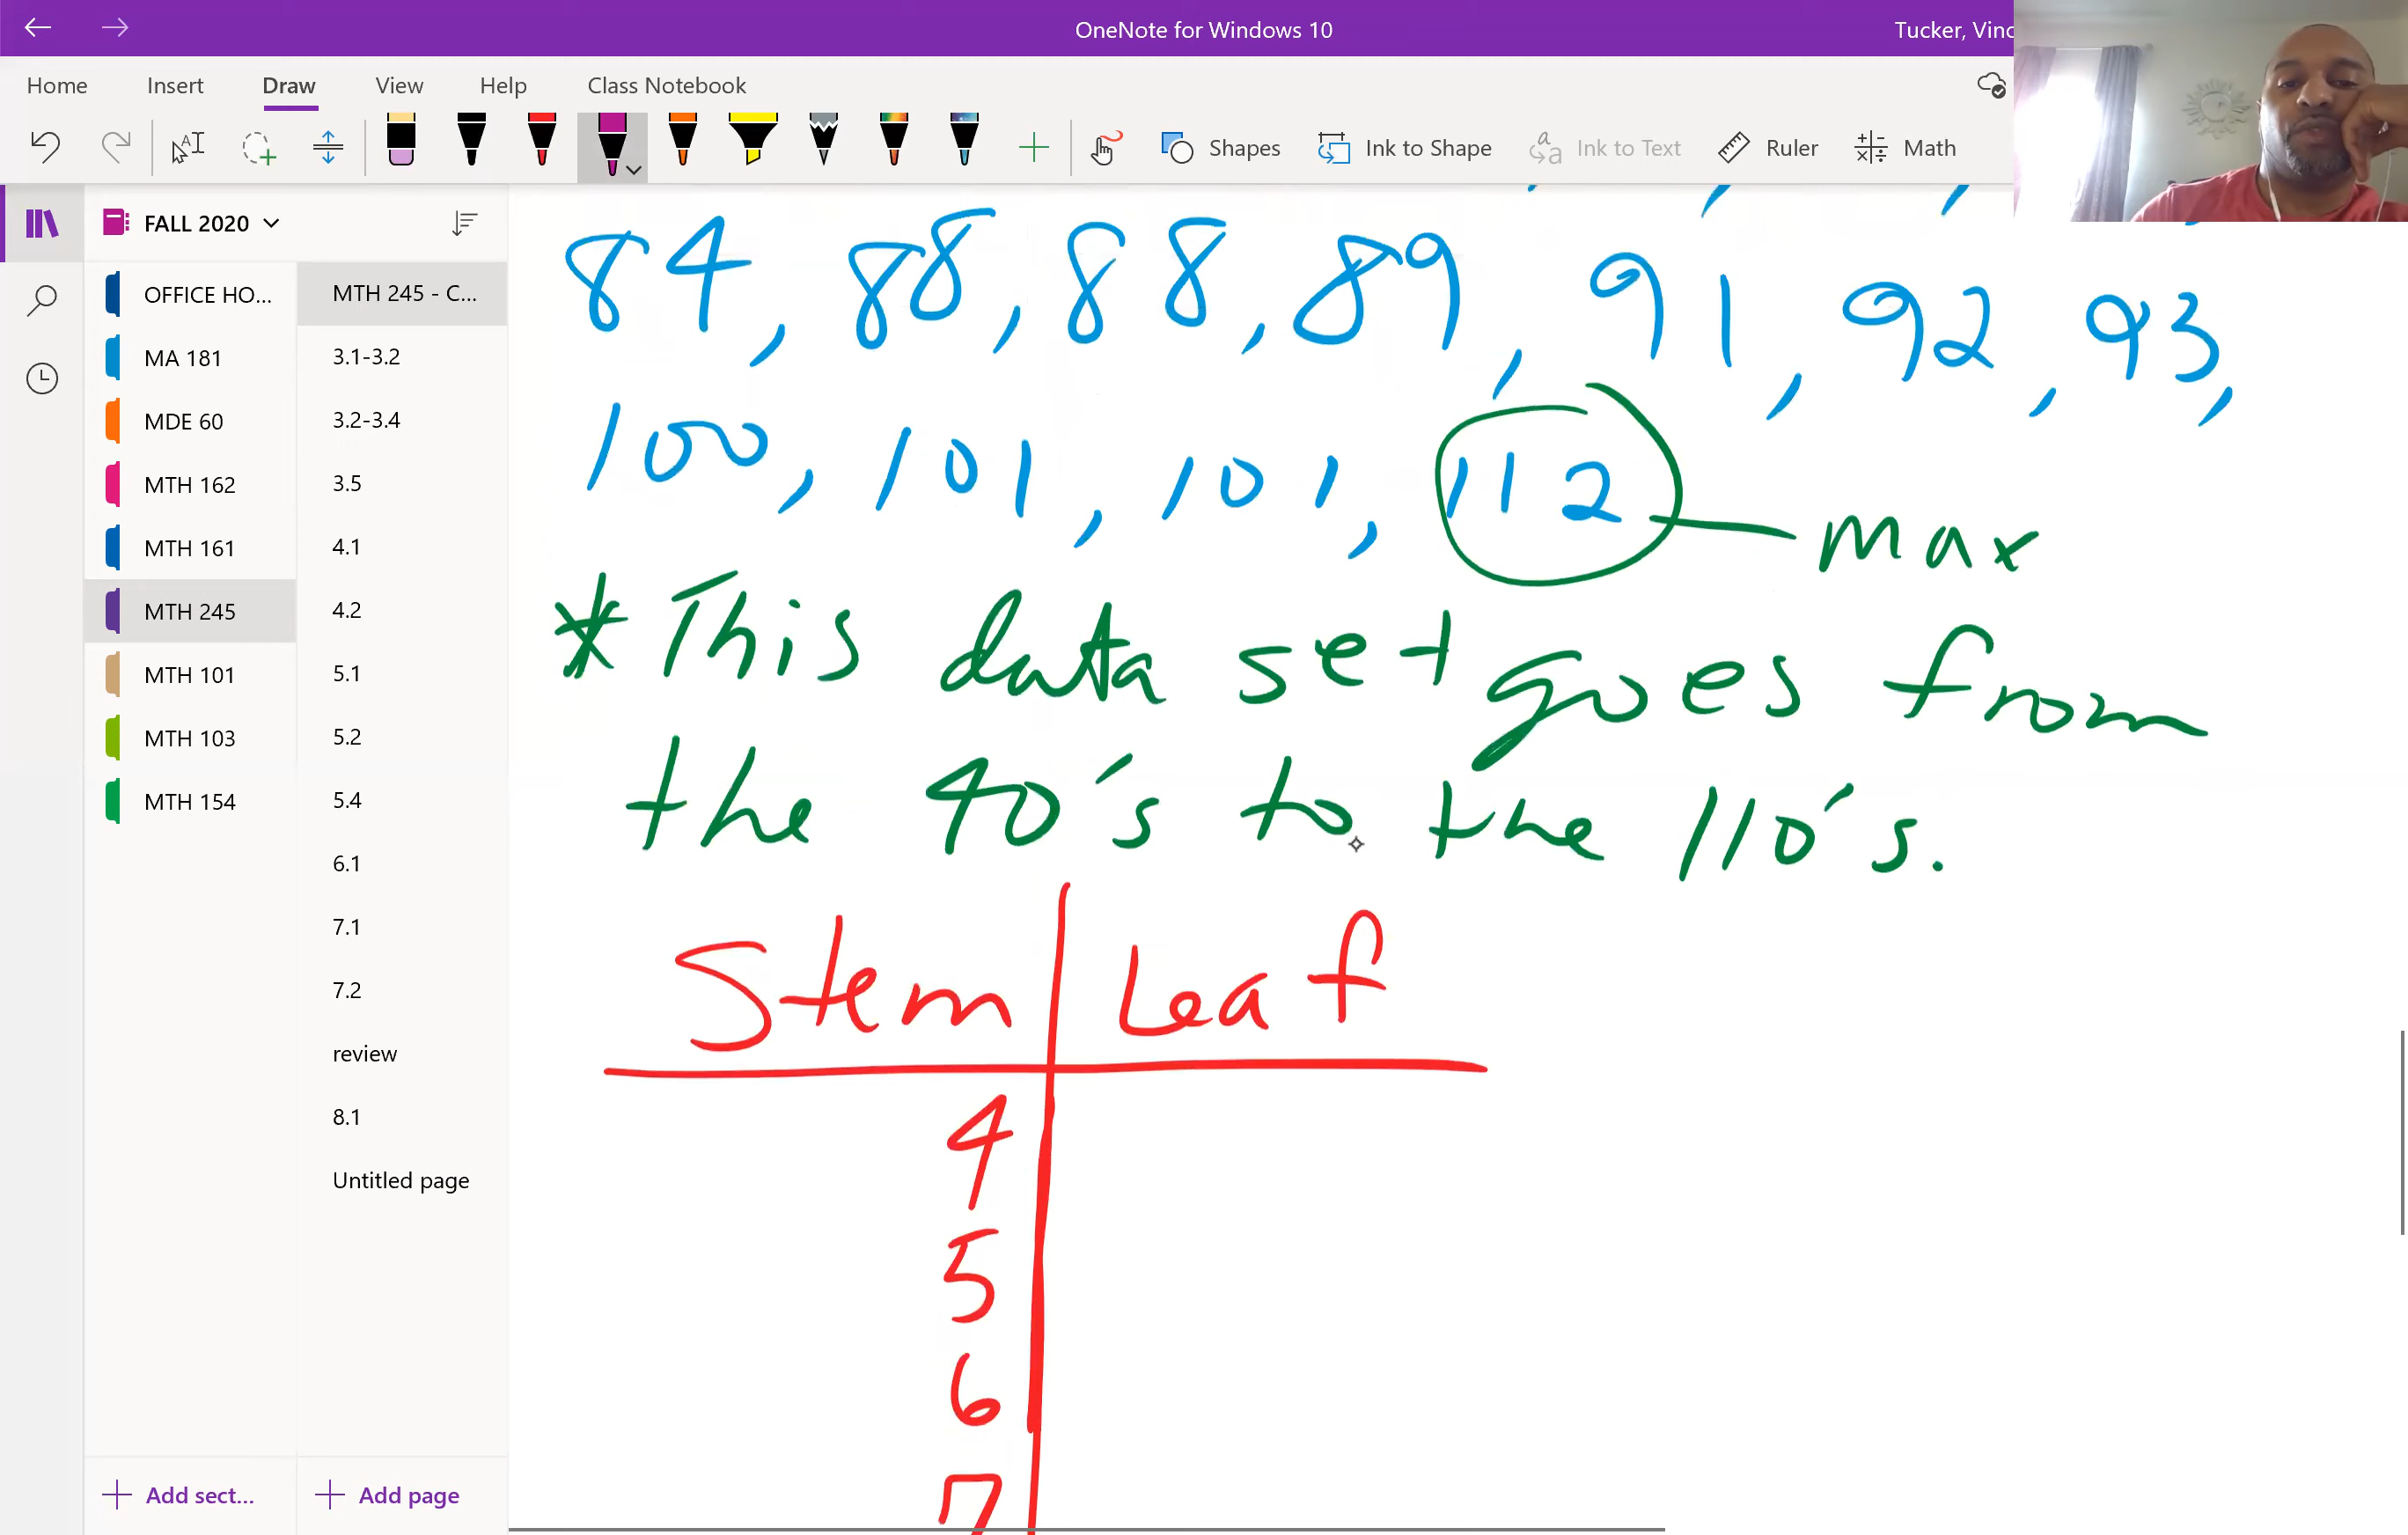 OneNote for Windows 10
Tucker, Vinc
Home Insert Draw View Help Class Notebook
Shapes Ink to Shape Ink to Text Ruler Math
FALL 2020
OFFICE HO...
MA 181
MDE 60
MTH 162
MTH 161
MTH 245
MTH 101
MTH 103
MTH 154
Add sect...
MTH 245 - C...
3.1-3.2
3.2-3.4
3.5
4.1
4.2
5.1
5.2
5.4
6.1
7.1
7.2
review
8.1
Untitled page
Add page
84, 88, 88, 89, 91, 92, 93,
100, 101, 101, 112 max
*This data set goes from
the 40's to the 110's.
Stem Leaf
4
5
6
7